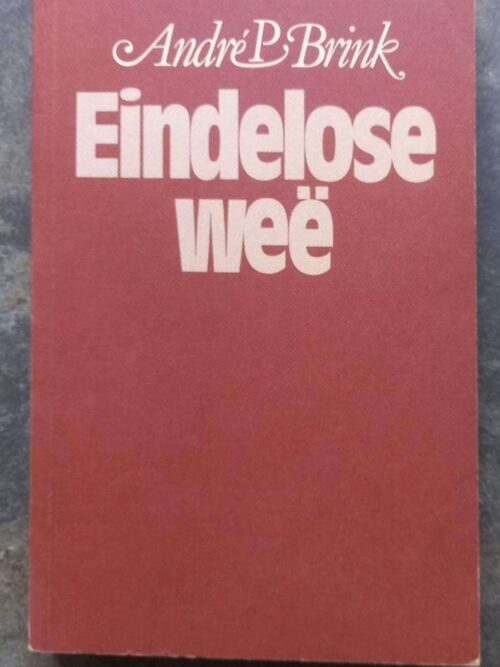 André P. Brink
Eindelose
weë